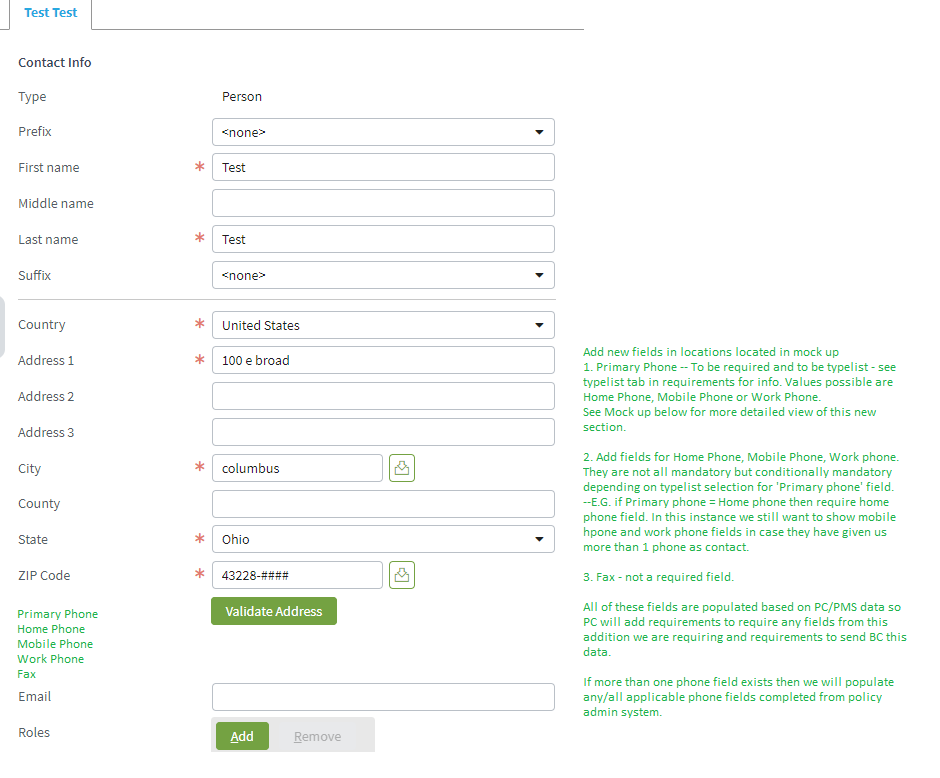 Test Test
Contact Info
Type Person
Prefix <none>
First name * Test
Middle name
Last name * Test
Suffix <none>
Country * United States
Address 1 * 100 e broad
Address 2
Address 3
City * columbus
County
State * Ohio
ZIP Code * 43228-####
Validate Address
Primary Phone
Home Phone
Mobile Phone
Work Phone
Fax
Email
Roles Add Remove
Add new fields in locations located in mock up
1. Primary Phone -- To be required and to be typelist - see
typelist tab in requirements for info. Values possible are
Home Phone, Mobile Phone or Work Phone.
See Mock up below for more detailed view of this new
section.
2. Add fields for Home Phone, Mobile Phone, Work phone.
They are not all mandatory but conditionally mandatory
depending on typelist selection for 'Primary phone' field.
--E.G. if Primary phone = Home phone then require home
phone field. In this instance we still want to show mobile
hpone and work phone fields in case they have given us
more than 1 phone as contact.
3. Fax - not a required field.
All of these fields are populated based on PC/PMS data so
PC will add requirements to require any fields from this
addition we are requiring and requirements to send BC this
data.
If more than one phone field exists then we will populate
any/all applicable phone fields completed from policy
admin system.